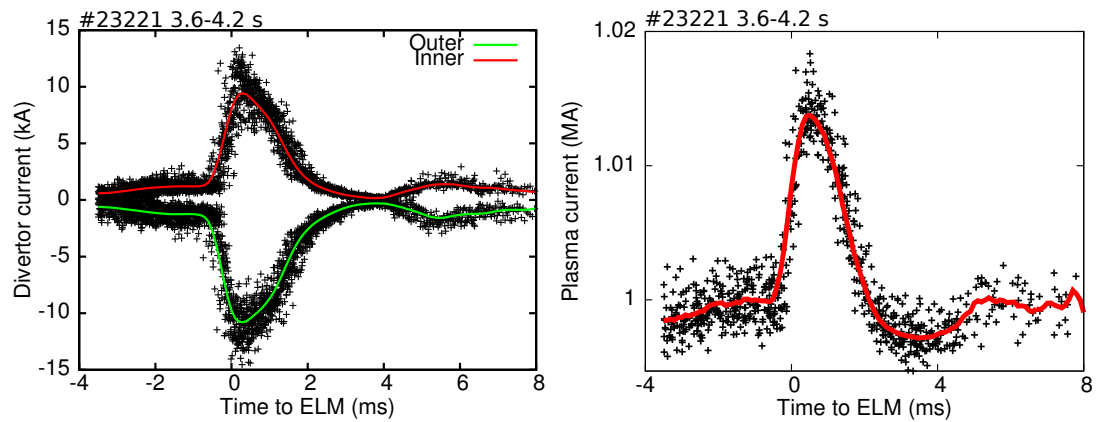 #23221 3.6-4.2 s
15
10
5
0
-5
-10
-15
Divertor current (kA)
Outer
Inner
-4
-2
0
2
4
6
8
Time to ELM (ms)
#23221 3.6-4.2 s
1.02
1.01
1
Plasma current (MA)
-4
0
4
8
Time to ELM (ms)